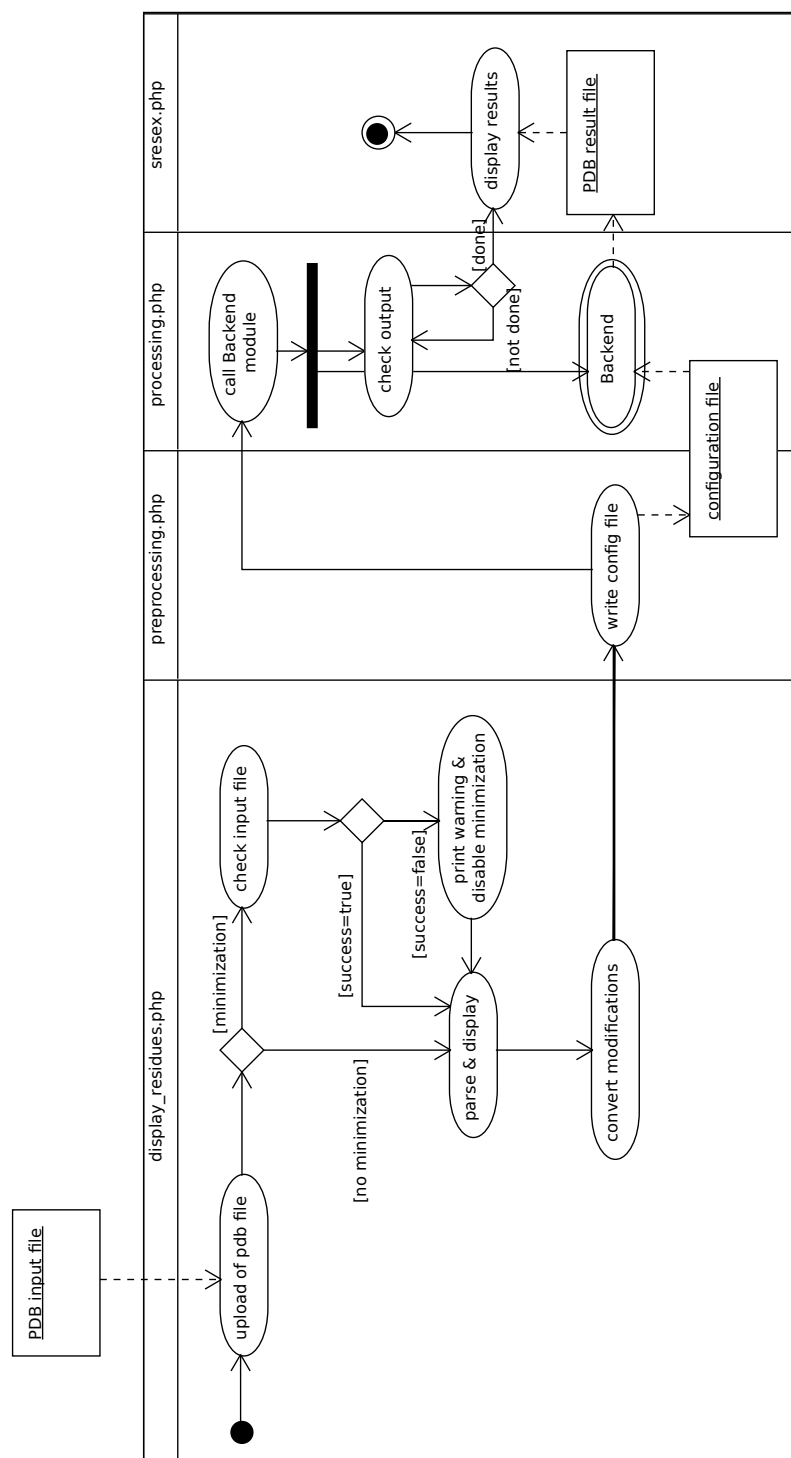 PDB input file
display_residues.php
preprocessing.php
processing.php
sresex.php
upload of pdb file
[minimization]
check input file
call Backend
module
[no minimization]
[success=true]
[success=false]
print warning &
disable minimization
parse & display
convert modifications
write config file
configuration file
check output
[done]
[not done]
Backend
display results
PDB result file